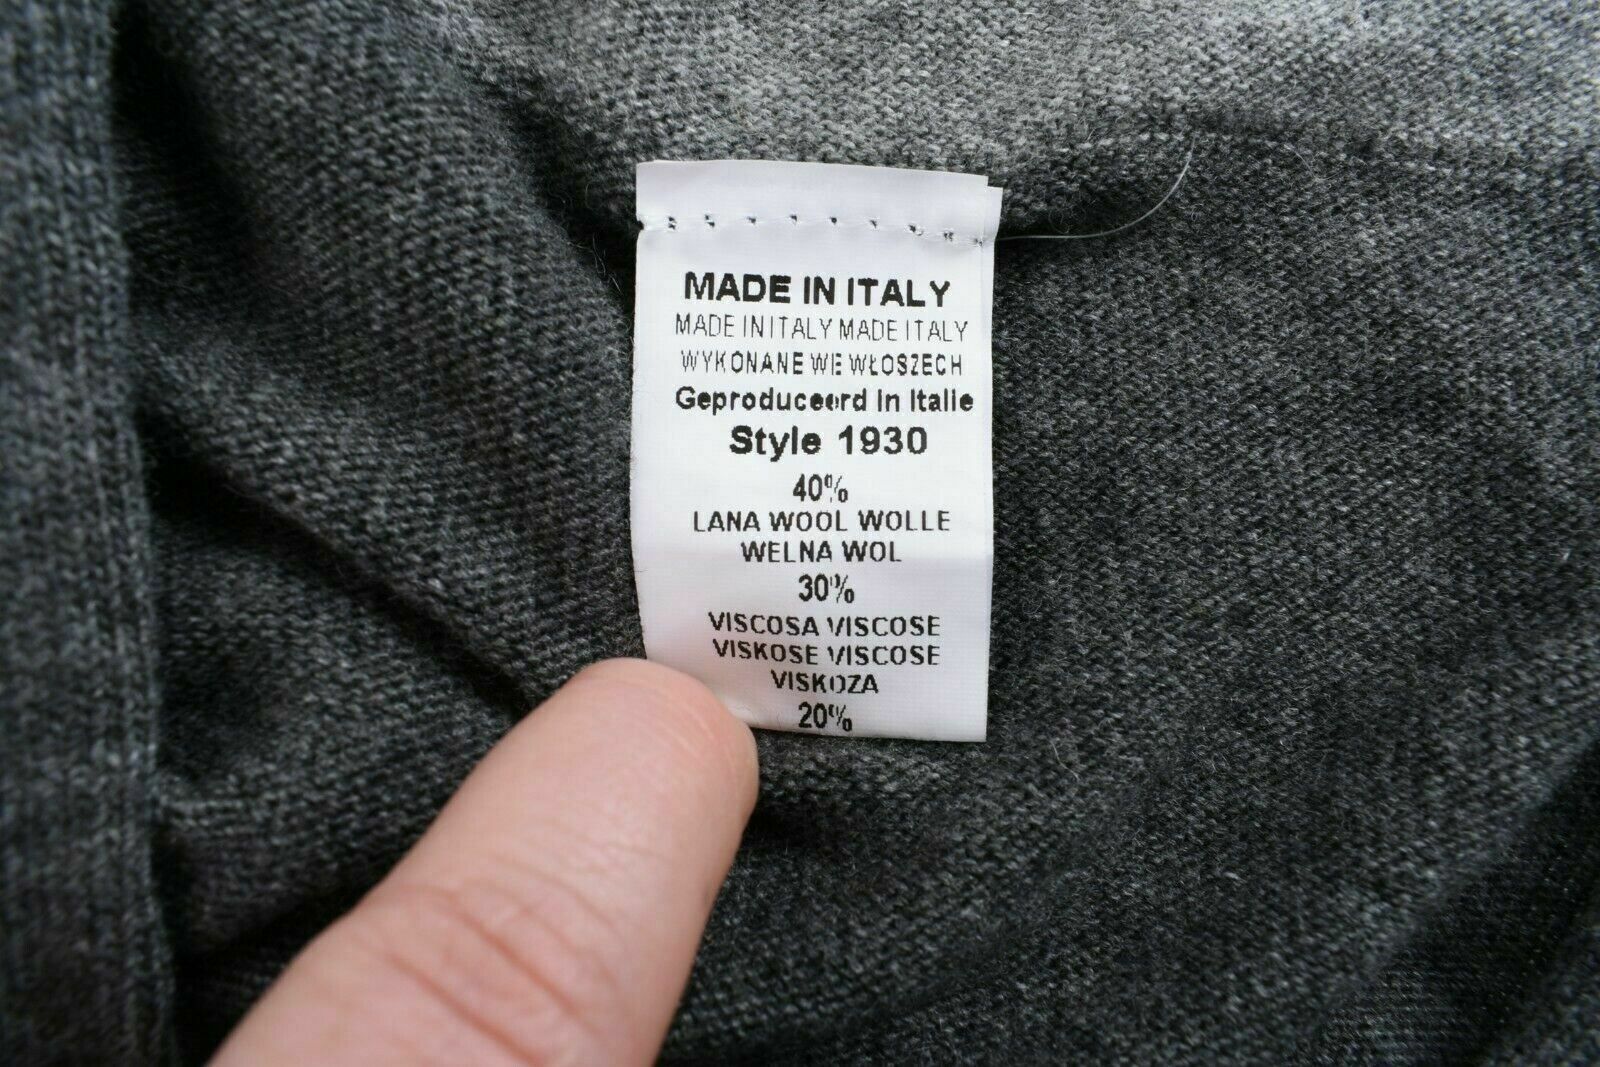 MADE IN ITALY
MADE IN ITALY MADE ITALY
WYKONANE WE WŁOSZECH
Geproduceerd in Italie
Style 1930
40%
LANA WOOL WOLLE
WELNA WOL
30%
VISCOSA VISCOSE
VISKOSE VISCOSE
VISKOZA
20%